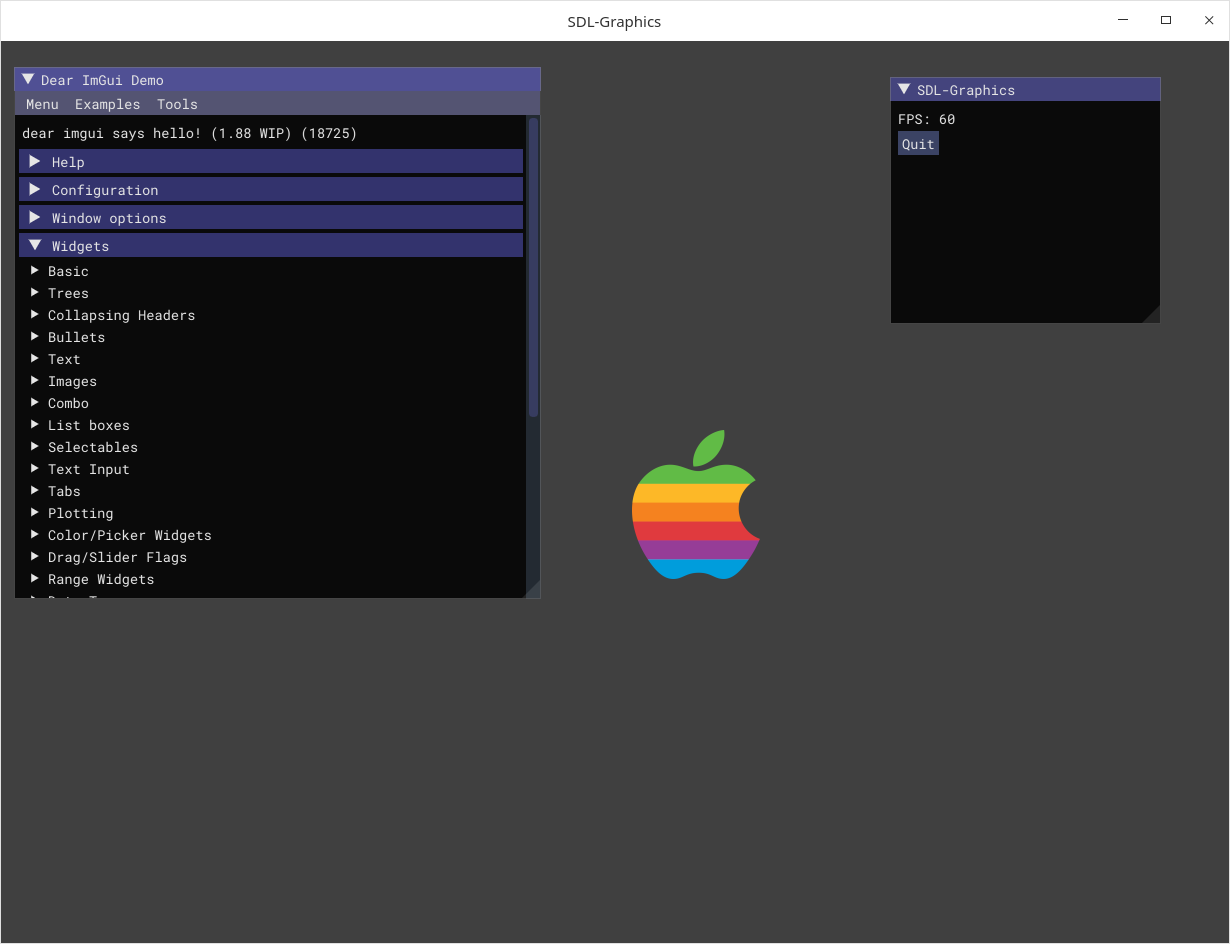 SDL-Graphics
Dear ImGui Demo
Menu Examples Tools
dear imgui says hello! (1.88 WIP) (18725)
Help
Configuration
Window options
Widgets
Basic
Trees
Collapsing Headers
Bullets
Text
Images
Combo
List boxes
Selectables
Text Input
Tabs
Plotting
Color/Picker Widgets
Drag/Slider Flags
Range Widgets
SDL-Graphics
FPS: 60
Quit